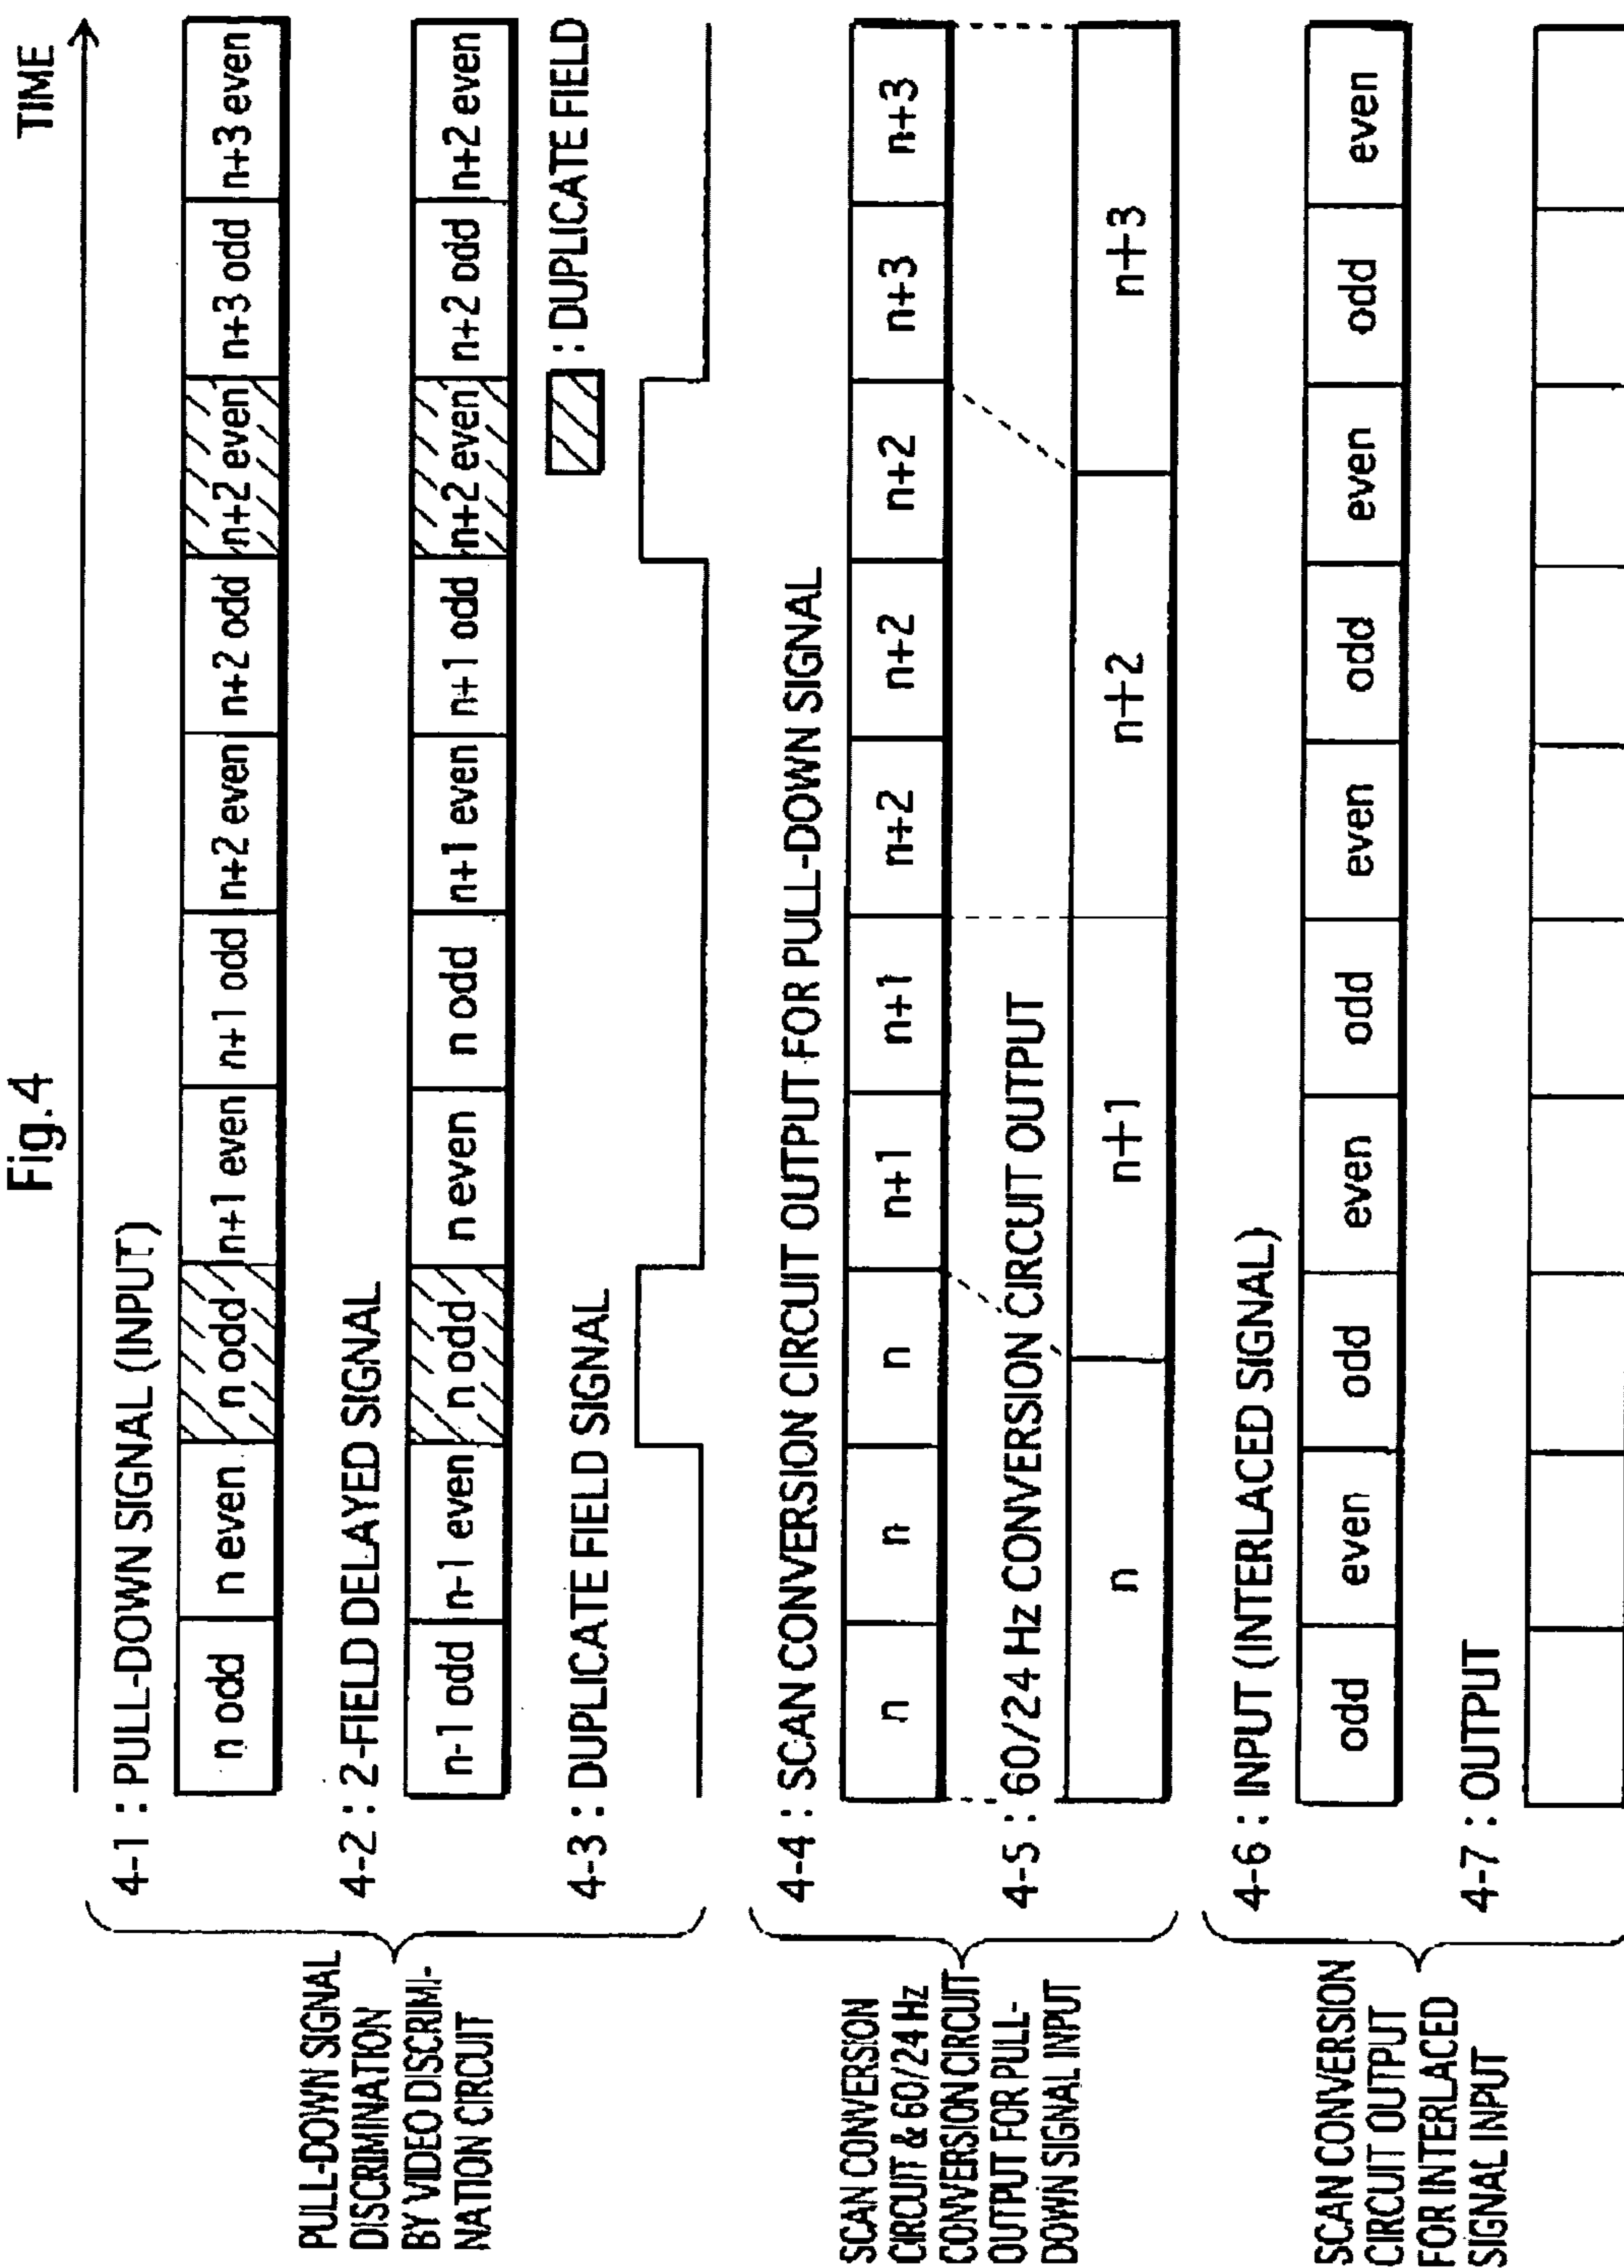 Fig.4
TIME
PULL-DOWN SIGNAL
DISCRIMINATION
BY VIDEO DISCRIMI-
NATION CIRCUIT
4-1 : PULL-DOWN SIGNAL (INPUT)
n odd n even n odd n+1 even n+1 odd n+2 even n+2 odd n+2 even n+3 odd n+3 even
4-2 : 2-FIELD DELAYED SIGNAL
n-1 odd n-1 even n odd n even n odd n+1 even n+1 odd n+2 even n+2 odd n+2 even
4-3 : DUPLICATE FIELD SIGNAL
: DUPLICATE FIELD
SCAN CONVERSION
CIRCUIT & 60/24 Hz
CONVERSION CIRCUIT
OUTPUT FOR PULL-
DOWN SIGNAL INPUT
4-4 : SCAN CONVERSION CIRCUIT OUTPUT FOR PULL-DOWN SIGNAL
n n n n+1 n+1 n+2 n+2 n+2 n+3 n+3
4-5 : 60/24 Hz CONVERSION CIRCUIT OUTPUT
n n+1 n+2 n+3
SCAN CONVERSION
CIRCUIT OUTPUT
FOR INTERLACED
SIGNAL INPUT
4-6 : INPUT (INTERLACED SIGNAL)
odd even odd even odd even odd even odd even
4-7 : OUTPUT